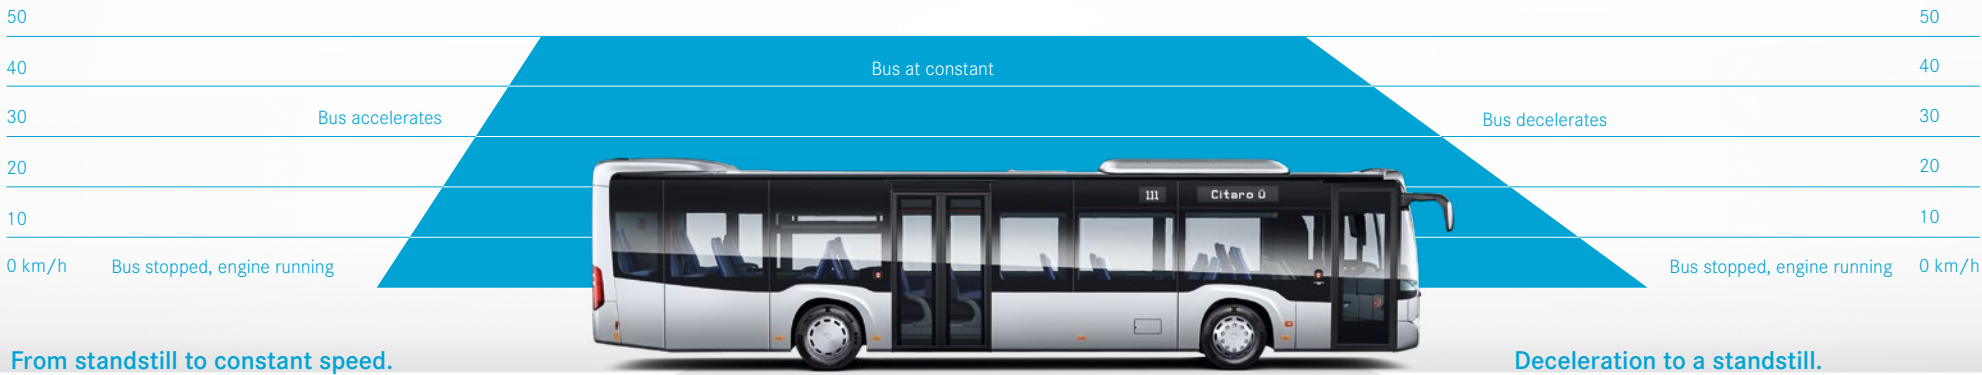 50
50
40
Bus at constant
40
30
Bus accelerates
Bus decelerates
30
20
20
111
Citaro Ü
10
10
0 km/h
Bus stopped, engine running
Bus stopped, engine running
0 km/h
From standstill to constant speed.
Deceleration to a standstill.